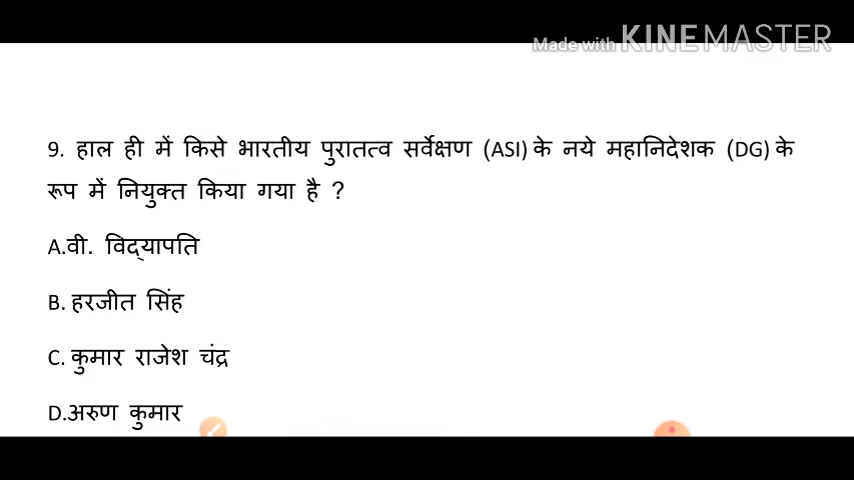 Made with KINEMASTER
9. हाल ही में किसे भारतीय पुरातत्व सर्वेक्षण (ASI) के नये महानिदेशक (DG) के
रूप में नियुक्त किया गया है ?
A.वी. विद्यापति
B. हरजीत सिंह
C. कुमार राजेश चंद्र
D.अरुण कुमार